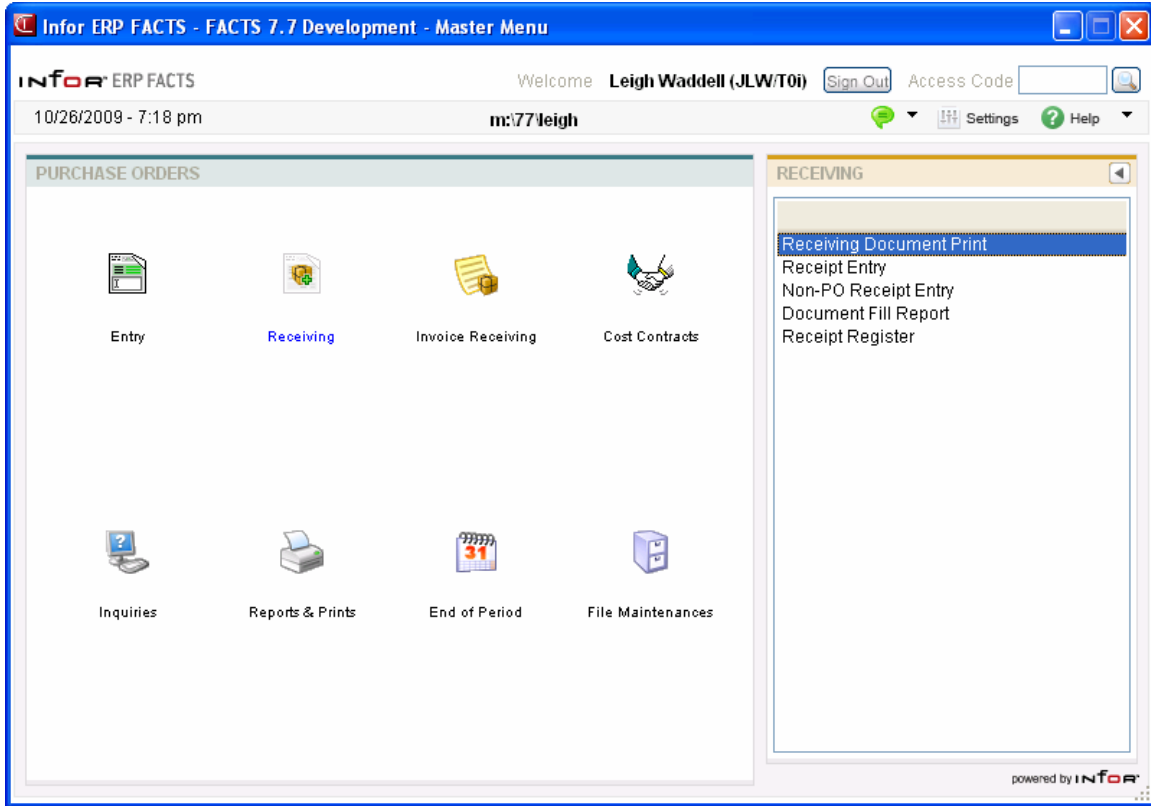 Infor ERP FACTS - FACTS 7.7 Development - Master Menu
infor ERP FACTS
Welcome Leigh Waddell (JLW/T0i) Sign Out Access Code
10/26/2009 - 7:18 pm m:\77\leigh Settings ? Help
PURCHASE ORDERS
Entry Receiving Invoice Receiving Cost Contracts
?
31
Inquiries Reports & Prints End of Period File Maintenances
RECEIVING
Receiving Document Print
Receipt Entry
Non-PO Receipt Entry
Document Fill Report
Receipt Register
powered by infor